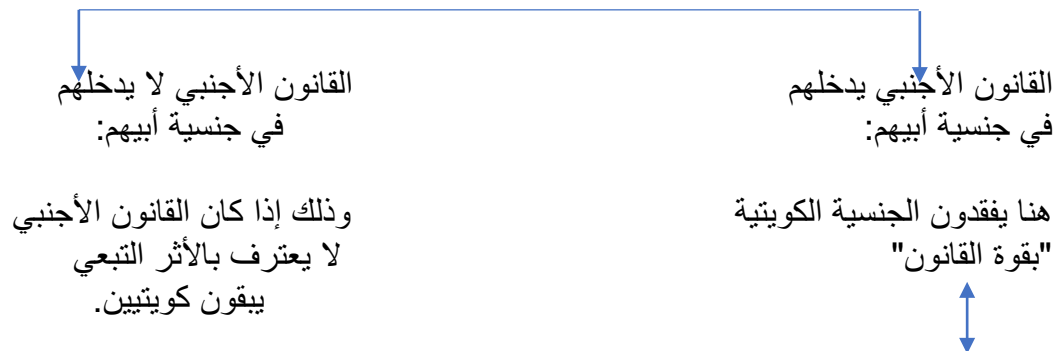 القانون الأجنبي يدخلهم
في جنسية أبيهم:
هنا يفقدون الجنسية الكويتية
"بقوة القانون"
القانون الأجنبي لا يدخلهم
في جنسية أبيهم:
وذلك إذا كان القانون الأجنبي
لا يعترف بالأثر التبعي
يبقون كويتيين.